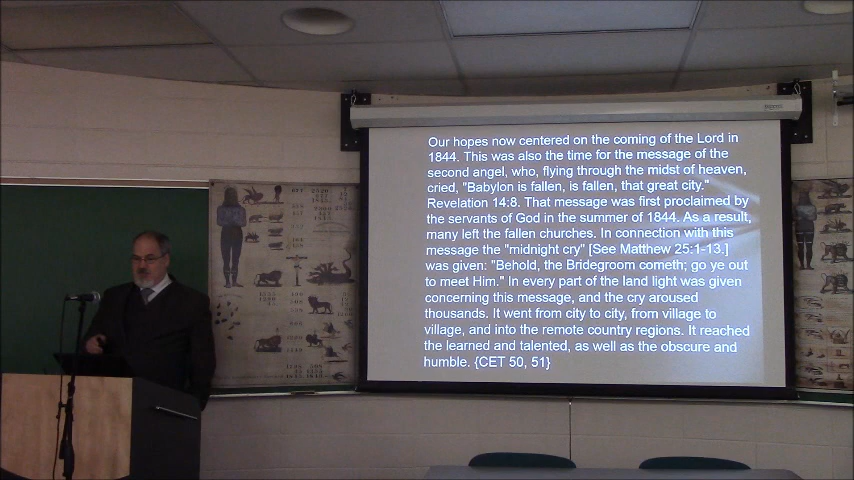 Our hopes now centered on the coming of the Lord in
1844. This was also the time for the message of the
second angel, who, flying through the midst of heaven,
cried, "Babylon is fallen, is fallen, that great city."
Revelation 14:8. That message was first proclaimed by
the servants of God in the summer of 1844. As a result,
many left the fallen churches. In connection with this
message the "midnight cry" [See Matthew 25:1-13.]
was given: "Behold, the Bridegroom cometh; go ye out
to meet Him." In every part of the land light was given
concerning this message, and the cry aroused
thousands. It went from city to city, from village to
village, and into the remote country regions. It reached
the learned and talented, as well as the obscure and
humble. {CET 50, 51}